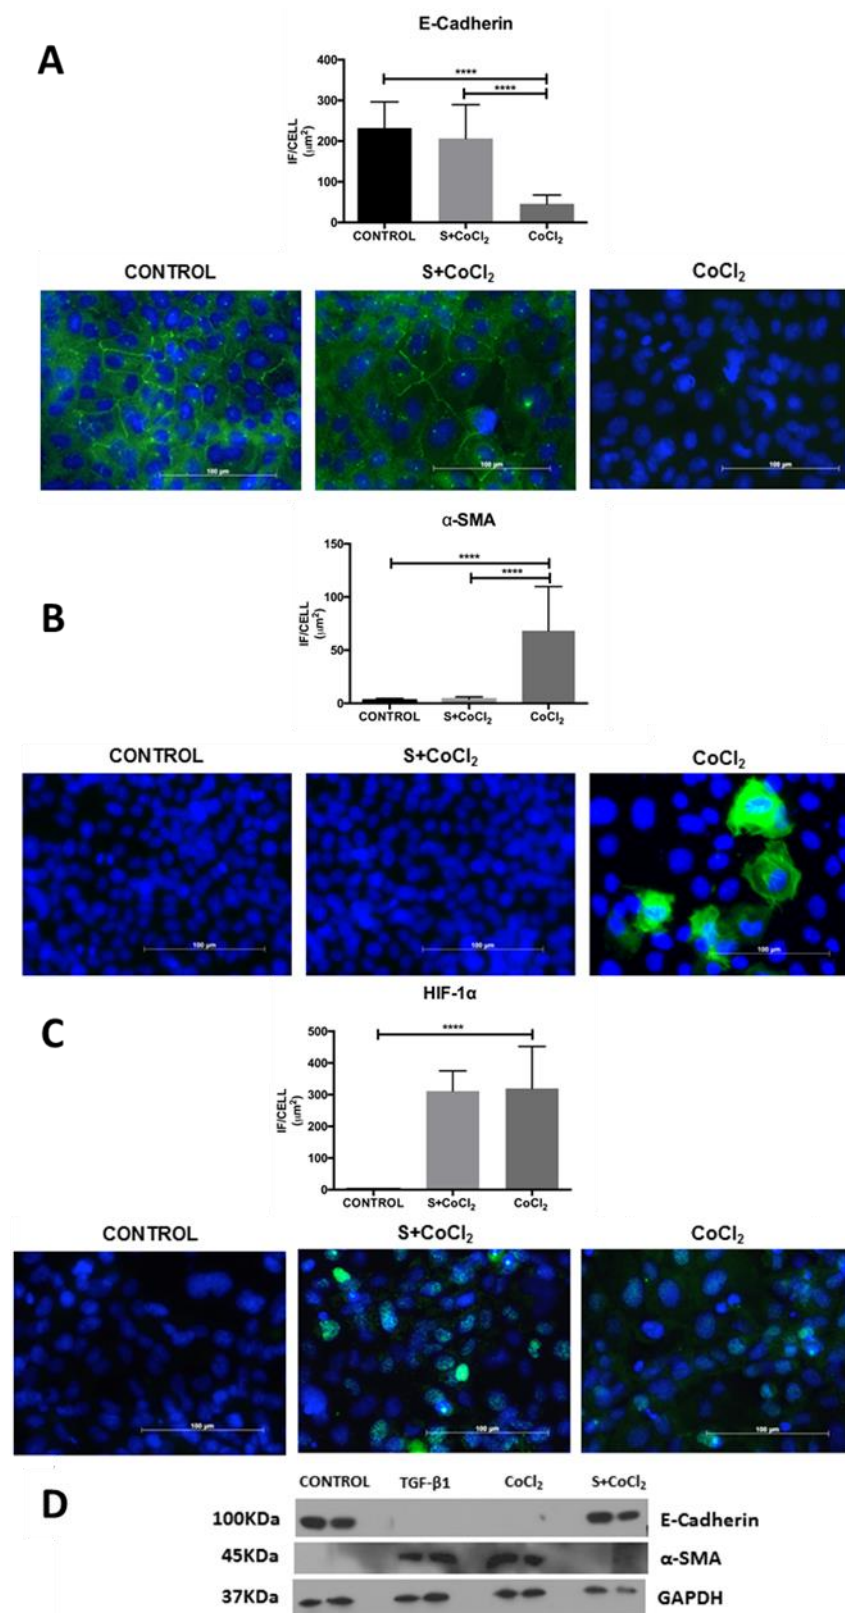 E-Cadherin
A
400
300
200
100
0
IF/CELL
(µm²)
****
****
CONTROL S+CoCl₂ CoCl₂
CONTROL S+CoCl₂ CoCl₂
100 µm 100 µm 100 µm
α-SMA
B
150
100
50
0
IF/CELL
(µm²)
****
****
CONTROL S+CoCl₂ CoCl₂
CONTROL S+CoCl₂ CoCl₂
100 µm 100 µm 100 µm
HIF-1α
C
500
400
300
200
100
0
IF/CELL
(µm²)
****
CONTROL S+CoCl₂ CoCl₂
CONTROL S+CoCl₂ CoCl₂
100 µm 100 µm 100 µm
D
CONTROL TGF-β1 CoCl₂ S+CoCl₂
100KDa E-Cadherin
45KDa α-SMA
37KDa GAPDH